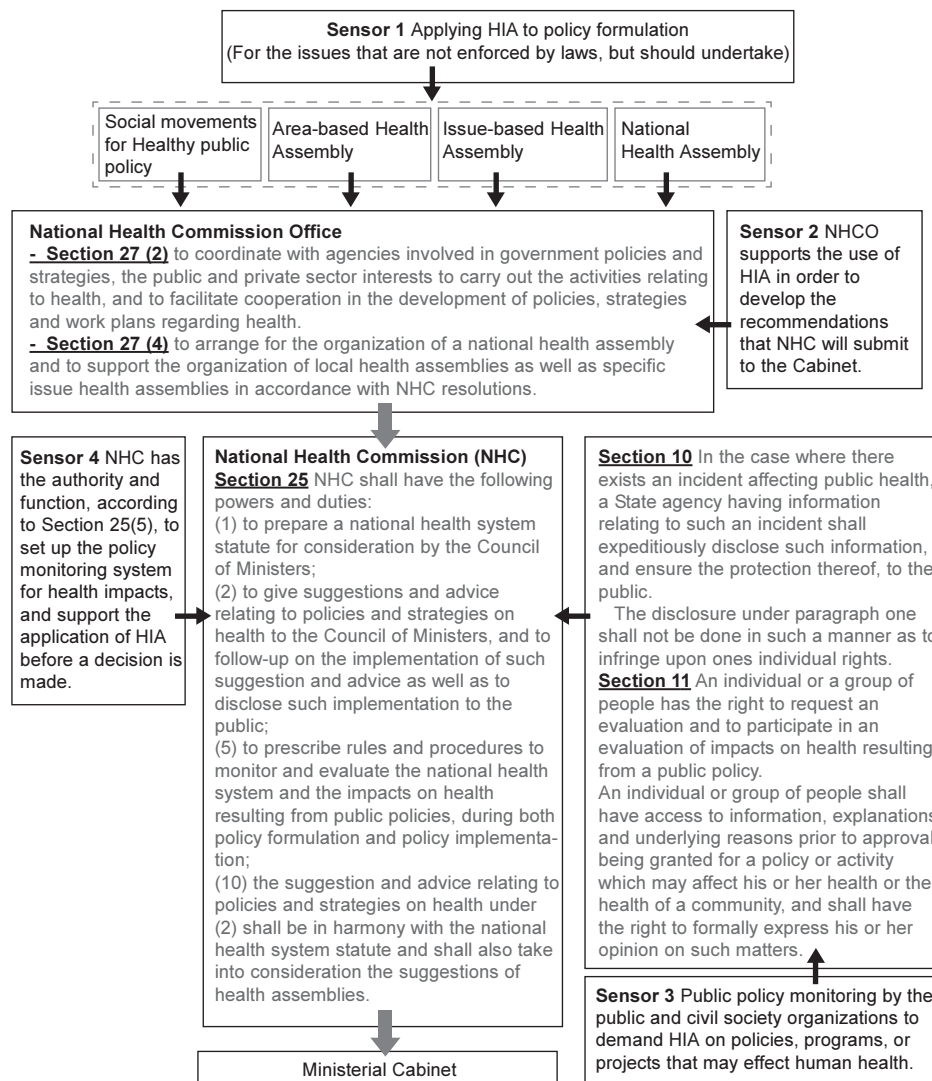 Sensor 1 Applying HIA to policy formulation
(For the issues that are not enforced by laws, but should undertake)
Social movements
for Healthy public
policy
Area-based Health
Assembly
Issue-based Health
Assembly
National
Health Assembly
National Health Commission Office
- Section 27 (2) to coordinate with agencies involved in government policies and
strategies, the public and private sector interests to carry out the activities relating
to health, and to facilitate cooperation in the development of policies, strategies
and work plans regarding health.
- Section 27 (4) to arrange for the organization of a national health assembly
and to support the organization of local health assemblies as well as specific
issue health assemblies in accordance with NHC resolutions.
Sensor 2 NHCO
supports the use of
HIA in order to
develop the
recommendations
that NHC will submit
to the Cabinet.
Sensor 4 NHC has
the authority and
function, according
to Section 25(5), to
set up the policy
monitoring system
for health impacts,
and support the
application of HIA
before a decision is
made.
National Health Commission (NHC)
Section 25 NHC shall have the following
powers and duties:
(1) to prepare a national health system
statute for consideration by the Council
of Ministers;
(2) to give suggestions and advice
relating to policies and strategies on
health to the Council of Ministers, and to
follow-up on the implementation of such
suggestion and advice as well as to
disclose such implementation to the
public;
(5) to prescribe rules and procedures to
monitor and evaluate the national health
system and the impacts on health
resulting from public policies, during both
policy formulation and policy implementa-
tion;
(10) the suggestion and advice relating to
policies and strategies on health under
(2) shall be in harmony with the national
health system statute and shall also take
into consideration the suggestions of
health assemblies.
Section 10 In the case where there
exists an incident affecting public health,
a State agency having information
relating to such an incident shall
expeditiously disclose such information,
and ensure the protection thereof, to the
public.
The disclosure under paragraph one
shall not be done in such a manner as to
infringe upon ones individual rights.
Section 11 An individual or a group of
people has the right to request an
evaluation and to participate in an
evaluation of impacts on health resulting
from a public policy.
An individual or group of people shall
have access to information, explanations
and underlying reasons prior to approval
being granted for a policy or activity
which may affect his or her health or the
health of a community, and shall have
the right to formally express his or her
opinion on such matters.
Sensor 3 Public policy monitoring by the
public and civil society organizations to
demand HIA on policies, programs, or
projects that may effect human health.
Ministerial Cabinet